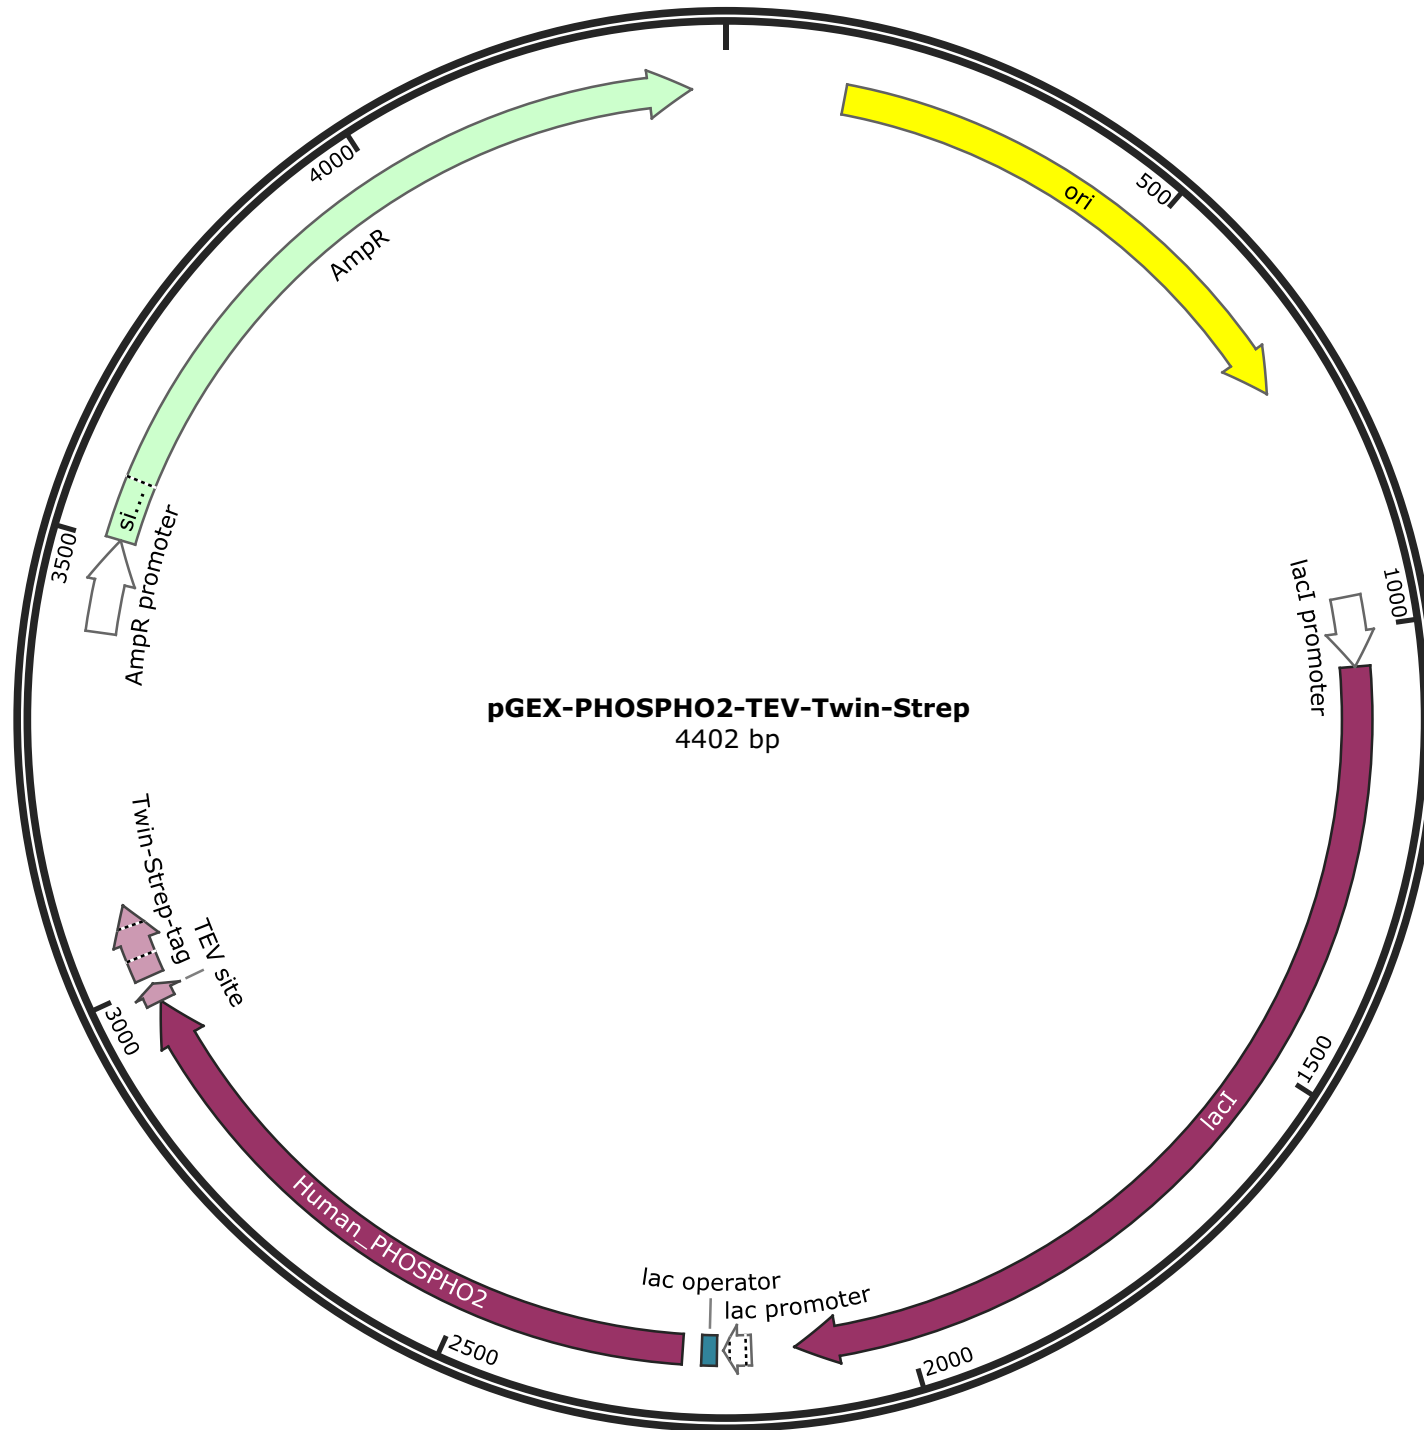 pGEX-PHOSPHO2-TEV-Twin-Strep
4402 bp
ori
500
lacI promoter
1000
lacI
1500
2000
lac promoter
lac operator
2500
Human_PHOSPHO2
3000
TEV site
Twin-Strep-tag
AmpR promoter
3500
si...
AmpR
4000